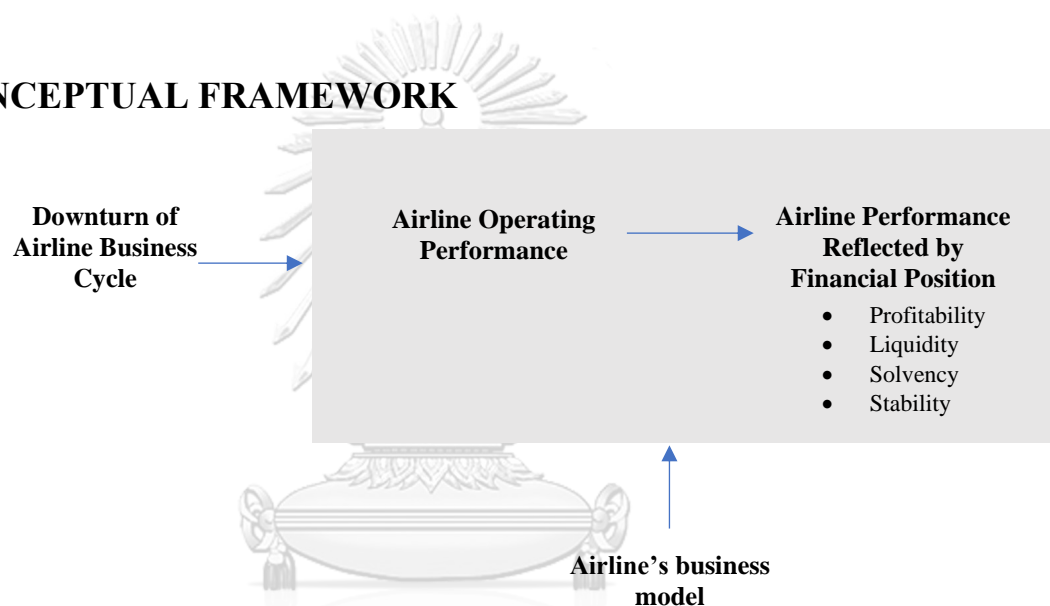 NCEPTUAL FRAMEWORK
Downturn of
Airline Business
Cycle
Airline Operating
Performance
Airline Performance
Reflected by
Financial Position
• Profitability
• Liquidity
• Solvency
• Stability
Airline’s business
model